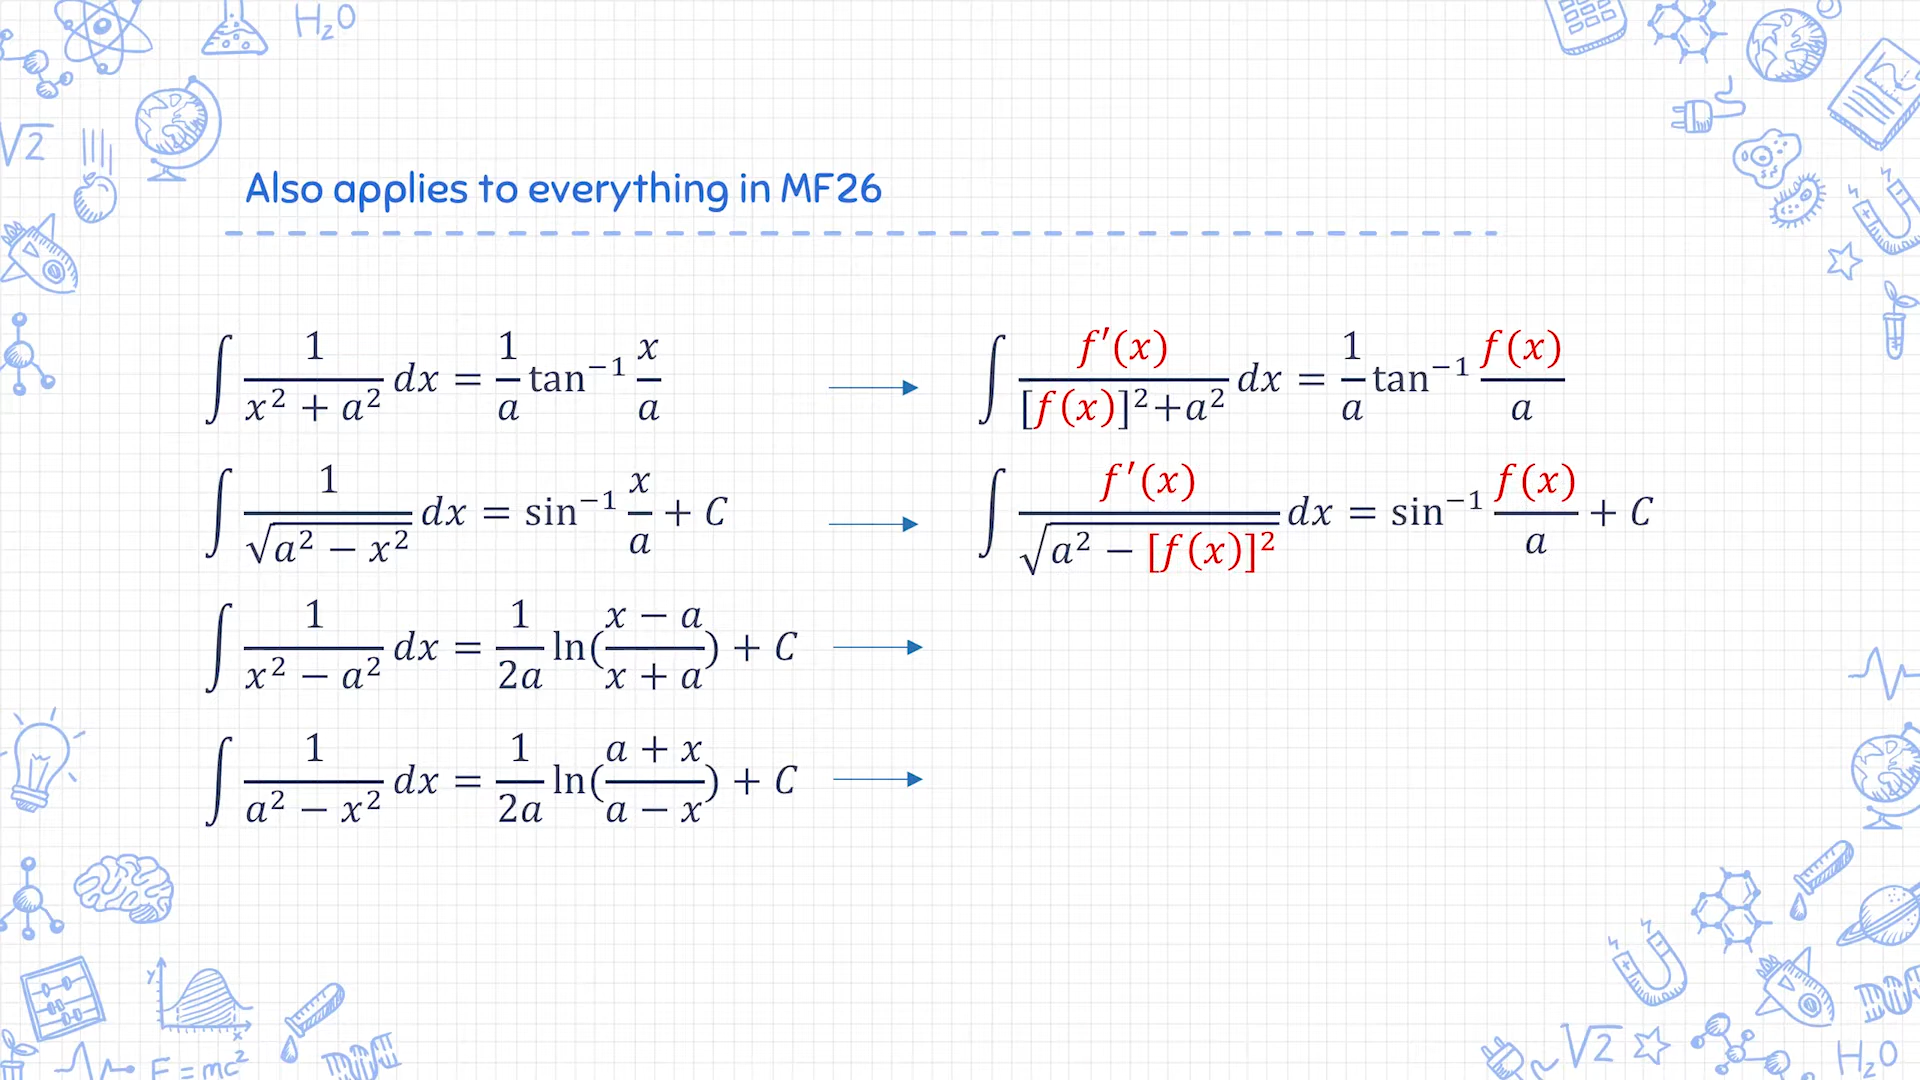 H₂O
√2
Also applies to everything in MF26
∫ 1/(x² + a²) dx = 1/a tan⁻¹ x/a → ∫ f′(x)/([f(x)]²+a²) dx = 1/a tan⁻¹ f(x)/a
∫ 1/√(a² − x²) dx = sin⁻¹ x/a + C → ∫ f′(x)/√(a² − [f(x)]²) dx = sin⁻¹ f(x)/a + C
∫ 1/(x² − a²) dx = 1/2a ln((x − a)/(x + a)) + C →
∫ 1/(a² − x²) dx = 1/2a ln((a + x)/(a − x)) + C →
y
x
E = mc²
√2
H₂O